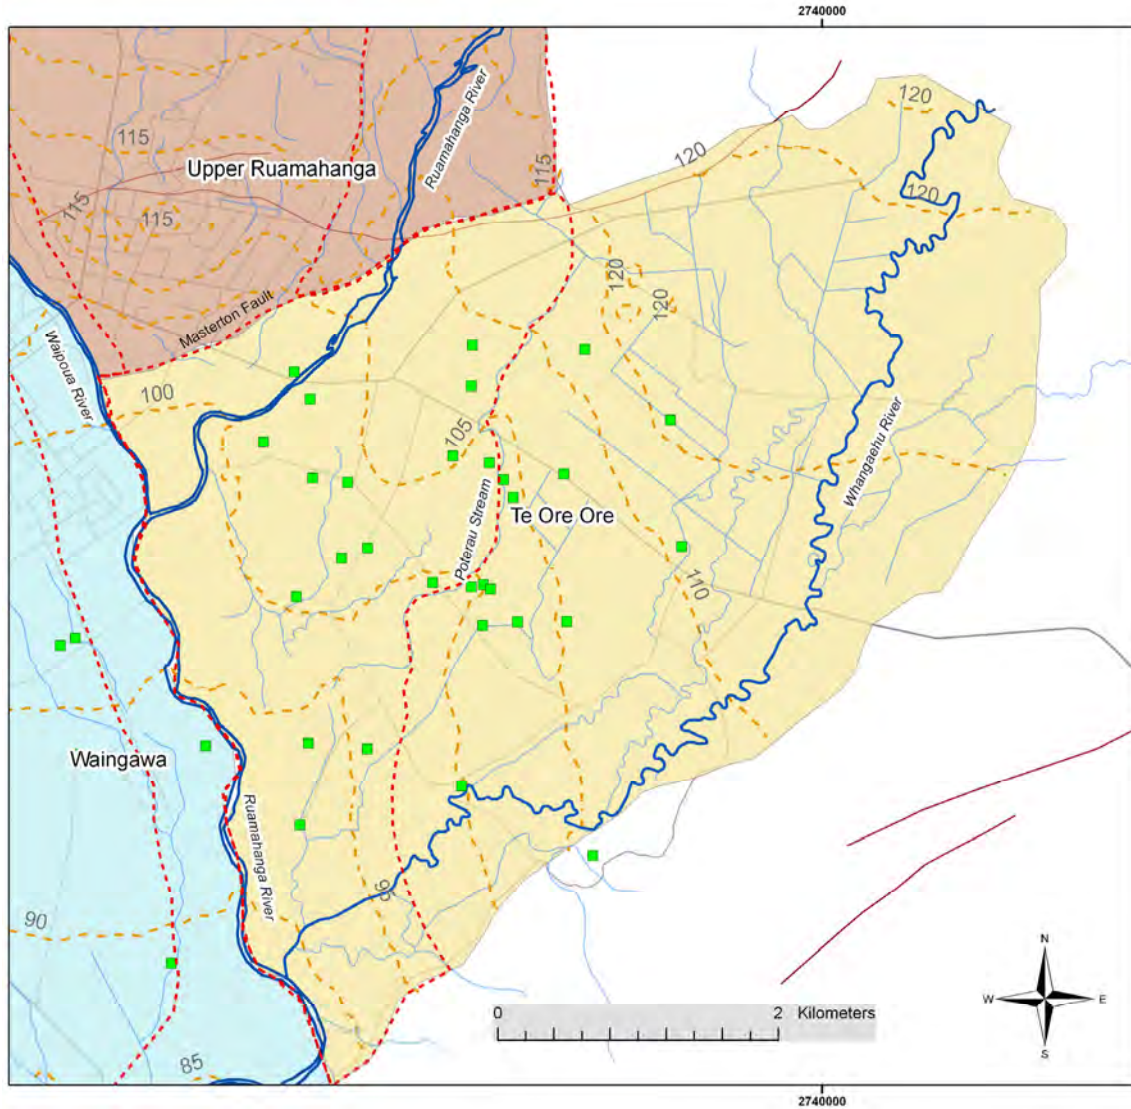 2740000
120
Ruamahanga River
115
120
Upper Ruamahanga
115
120
115
115
120
120
Masterton Fault
Waipoua River
100
105
Whangaehu River
Poterau Stream
Te Ore Ore
110
Waingawa
Ruamahanga River
95
90
N
W
E
S
0
2 Kilometers
85
2740000